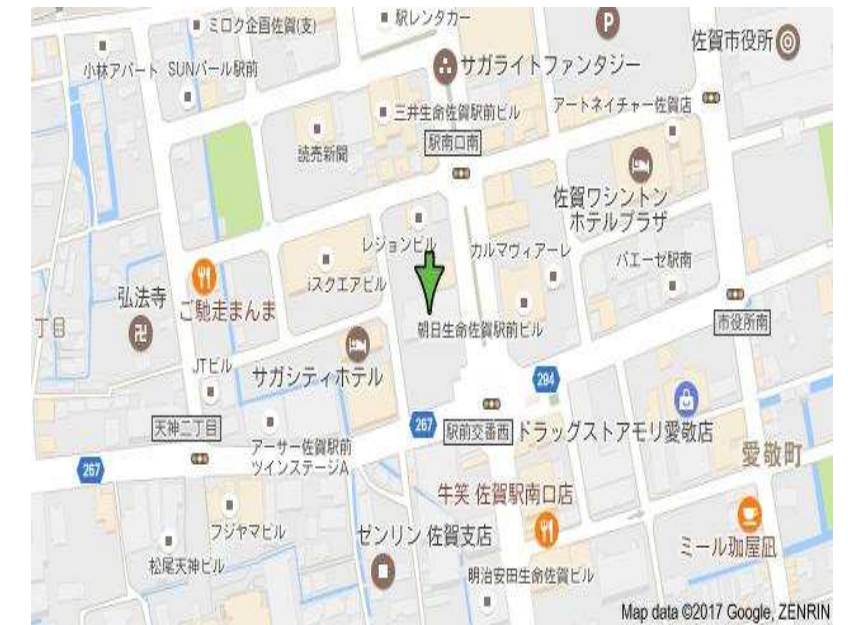 ミロク企画佐賀(支)
駅レンタカー
P
佐賀市役所
小林アパート
SUNパール駅前
サガライトファンタジー
三井生命佐賀駅前ビル
アートネイチャー佐賀店
駅南口南
読売新聞
佐賀ワシントン
ホテルプラザ
レジョンビル
カルマヴィアーレ
パエーゼ駅南
iスクエアビル
弘法寺
ご馳走まんま
丁目
朝日生命佐賀駅前ビル
市役所南
JTビル
サガシティホテル
294
天神二丁目
267
駅前交番西
ドラッグストアモリ愛敬店
アーサー佐賀駅前
ツインステージA
愛敬町
267
牛笑 佐賀駅南口店
フジヤマビル
ゼンリン 佐賀支店
ミール珈屋凪
松尾天神ビル
明治安田生命佐賀ビル
Map data ©2017 Google, ZENRIN